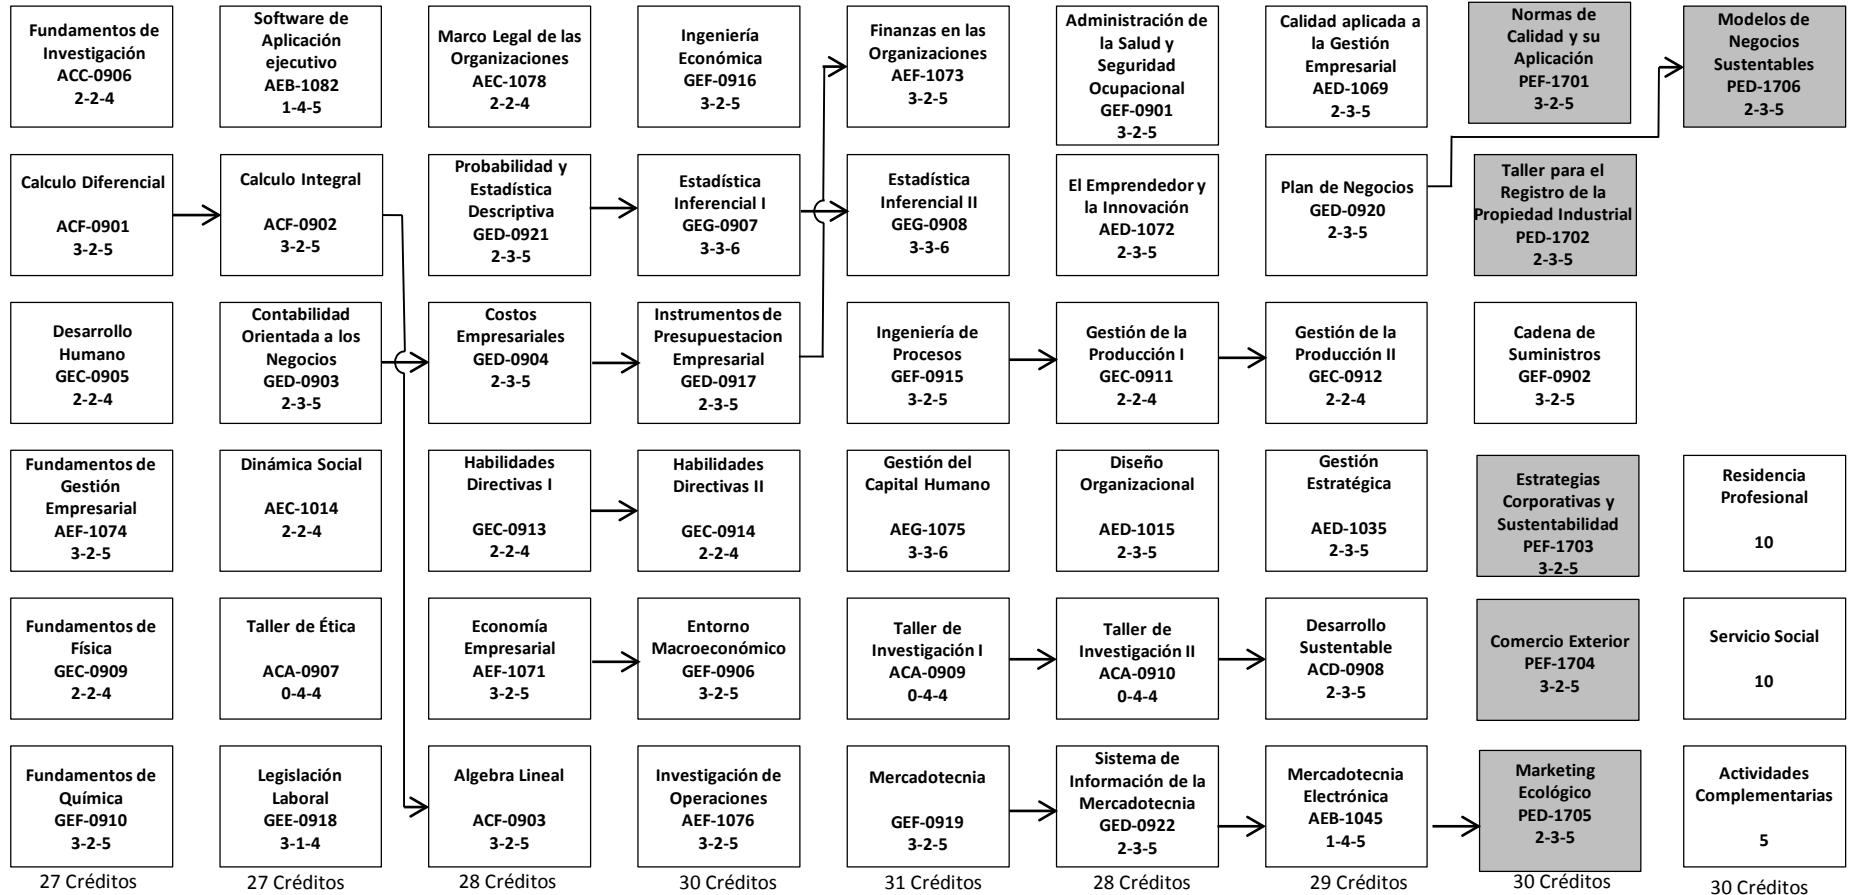 Fundamentos de
Investigación
ACC-0906
2-2-4
Software de
Aplicación
ejecutivo
AEB-1082
1-4-5
Marco Legal de las
Organizaciones
AEC-1078
2-2-4
Ingeniería
Económica
GEF-0916
3-2-5
Finanzas en las
Organizaciones
AEF-1073
3-2-5
Administración de
la Salud y
Seguridad
Ocupacional
GEF-0901
3-2-5
Calidad aplicada a
la Gestión
Empresarial
AED-1069
2-3-5
Normas de
Calidad y su
Aplicación
PEF-1701
3-2-5
Modelos de
Negocios
Sustentables
PED-1706
2-3-5
Calculo Diferencial
ACF-0901
3-2-5
Calculo Integral
ACF-0902
3-2-5
Probabilidad y
Estadística
Descriptiva
GED-0921
2-3-5
Estadística
Inferencial I
GEG-0907
3-3-6
Estadística
Inferencial II
GEG-0908
3-3-6
El Emprendedor y
la Innovación
AED-1072
2-3-5
Plan de Negocios
GED-0920
2-3-5
Taller para el
Registro de la
Propiedad Industrial
PED-1702
2-3-5
Desarrollo
Humano
GEC-0905
2-2-4
Contabilidad
Orientada a los
Negocios
GED-0903
2-3-5
Costos
Empresariales
GED-0904
2-3-5
Instrumentos de
Presupuestacion
Empresarial
GED-0917
2-3-5
Ingeniería de
Procesos
GEF-0915
3-2-5
Gestión de la
Producción I
GEC-0911
2-2-4
Gestión de la
Producción II
GEC-0912
2-2-4
Cadena de
Suministros
GEF-0902
3-2-5
Fundamentos de
Gestión
Empresarial
AEF-1074
3-2-5
Dinámica Social
AEC-1014
2-2-4
Habilidades
Directivas I
GEC-0913
2-2-4
Habilidades
Directivas II
GEC-0914
2-2-4
Gestión del
Capital Humano
AEG-1075
3-3-6
Diseño
Organizacional
AED-1015
2-3-5
Gestión
Estratégica
AED-1035
2-3-5
Estrategias
Corporativas y
Sustentabilidad
PEF-1703
3-2-5
Residencia
Profesional
10
Fundamentos de
Física
GEC-0909
2-2-4
Taller de Ética
ACA-0907
0-4-4
Economía
Empresarial
AEF-1071
3-2-5
Entorno
Macroeconómico
GEF-0906
3-2-5
Taller de
Investigación I
ACA-0909
0-4-4
Taller de
Investigación II
ACA-0910
0-4-4
Desarrollo
Sustentable
ACD-0908
2-3-5
Comercio Exterior
PEF-1704
3-2-5
Servicio Social
10
Fundamentos de
Química
GEF-0910
3-2-5
Legislación
Laboral
GEE-0918
3-1-4
Algebra Lineal
ACF-0903
3-2-5
Investigación de
Operaciones
AEF-1076
3-2-5
Mercadotecnia
GEF-0919
3-2-5
Sistema de
Información de la
Mercadotecnia
GED-0922
2-3-5
Mercadotecnia
Electrónica
AEB-1045
1-4-5
Marketing
Ecológico
PED-1705
2-3-5
Actividades
Complementarias
5
27 Créditos
27 Créditos
28 Créditos
30 Créditos
31 Créditos
28 Créditos
29 Créditos
30 Créditos
30 Créditos